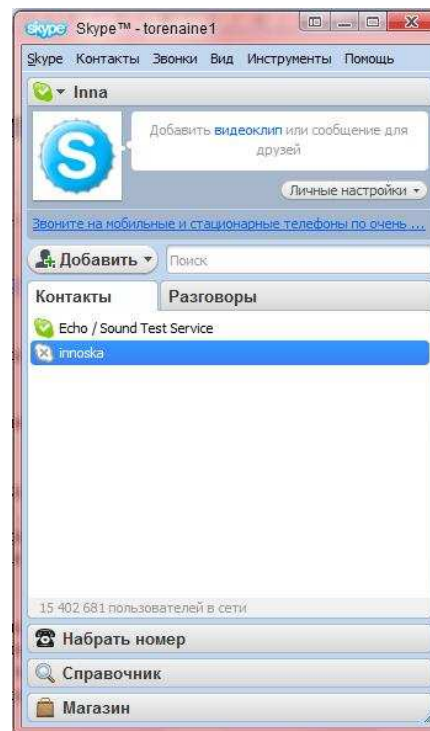 skype Skype™ - torenaine1
Skype Контакты Звонки Вид Инструменты Помощь
Inna
Добавить видеоклип или сообщение для
друзей
S
Личные настройки
Звоните на мобильные и стационарные телефоны по очень ...
Добавить Поиск
Контакты Разговоры
Echo / Sound Test Service
innoska
15 402 681 пользователей в сети
Набрать номер
Справочник
Магазин